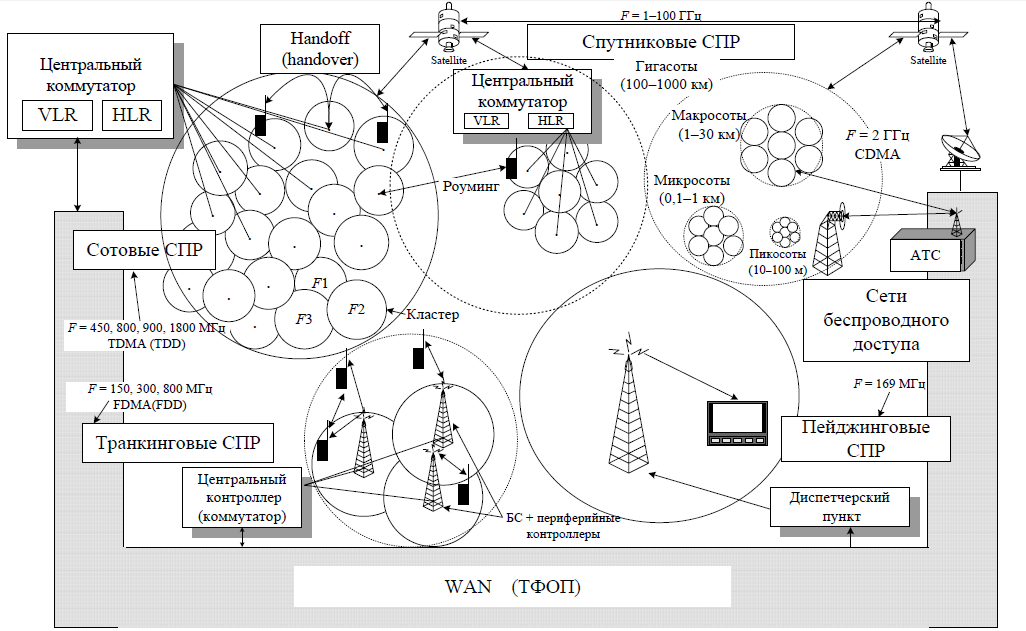 F = 1–100 ГГц
Satellite
Satellite
Handoff
(handover)
Спутниковые СПР
Центральный
коммутатор
VLR
HLR
Центральный
коммутатор
VLR
HLR
Гигасоты
(100–1000 км)
Макросоты
(1–30 км)
F = 2 ГГц
CDMA
Роуминг
Микросоты
(0,1–1 км)
Пикосоты
(10–100 м)
АТС
Сотовые СПР
F1
F2
F3
Кластер
Сети
беспроводного
доступа
F = 450, 800, 900, 1800 МГц
TDMA (TDD)
F = 150, 300, 800 МГц
FDMA(FDD)
F = 169 МГц
Транкинговые СПР
Пейджинговые
СПР
Центральный
контроллер
(коммутатор)
БС + периферийные
контроллеры
Диспетчерский
пункт
WAN (ТФОП)